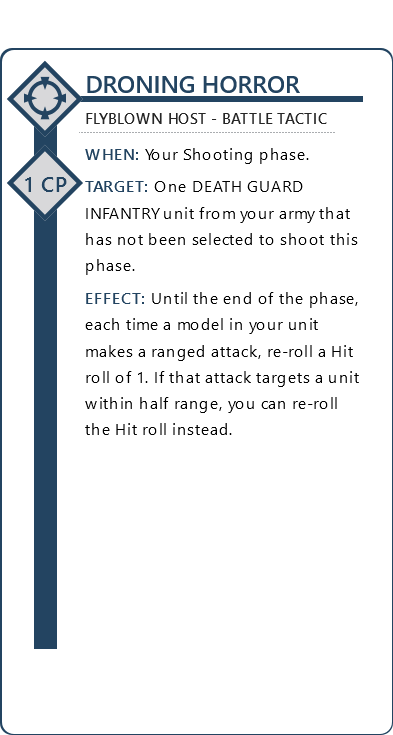 DRONING HORROR
FLYBLOWN HOST - BATTLE TACTIC
WHEN: Your Shooting phase.
1 CP
TARGET: One DEATH GUARD
INFANTRY unit from your army that
has not been selected to shoot this
phase.
EFFECT: Until the end of the phase,
each time a model in your unit
makes a ranged attack, re-roll a Hit
roll of 1. If that attack targets a unit
within half range, you can re-roll
the Hit roll instead.